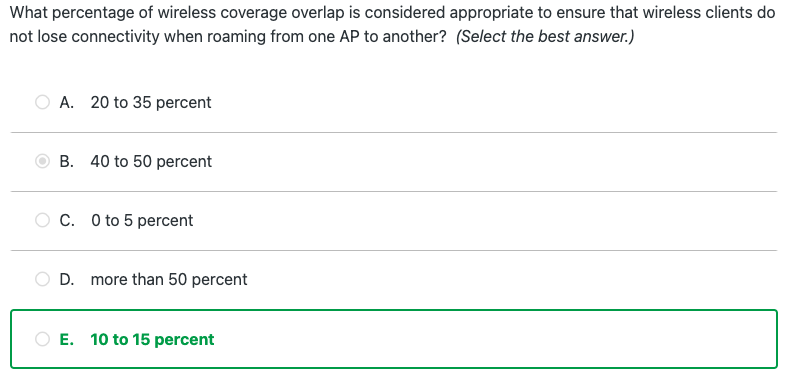 What percentage of wireless coverage overlap is considered appropriate to ensure that wireless clients do
not lose connectivity when roaming from one AP to another? (Select the best answer.)
A. 20 to 35 percent
B. 40 to 50 percent
C. 0 to 5 percent
D. more than 50 percent
E. 10 to 15 percent